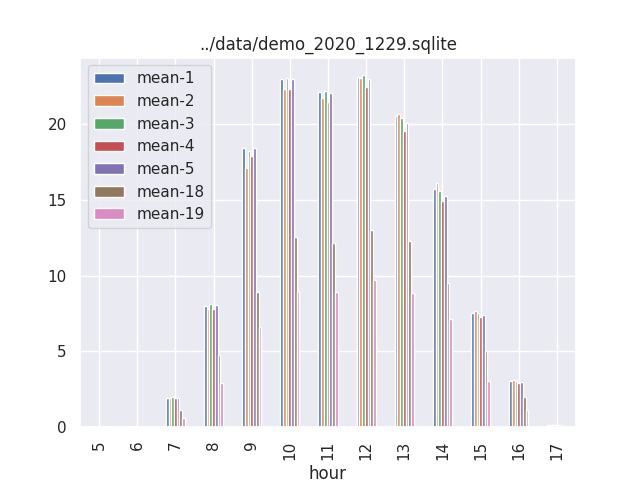 ../data/demo_2020_1229.sqlite
mean-1
mean-2
mean-3
mean-4
mean-5
mean-18
mean-19
20
15
10
5
0
5 6 7 8 9 10 11 12 13 14 15 16 17
hour